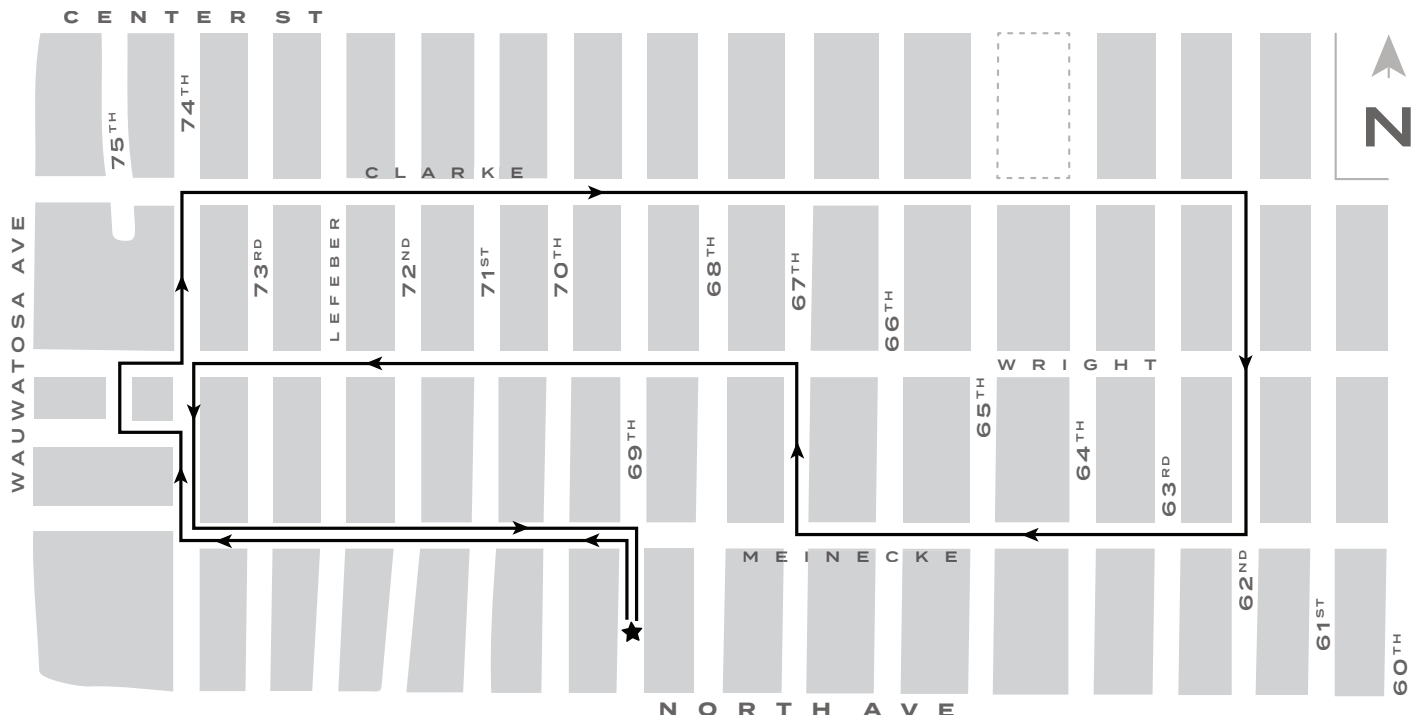 CENTER ST
N
75TH
74TH
CLARKE
WAUWATOSA AVE
73RD
LEFEBER
72ND
71ST
70TH
68TH
67TH
66TH
WRIGHT
69TH
65TH
64TH
63RD
MEINECKE
62ND
61ST
60TH
NORTH AVE